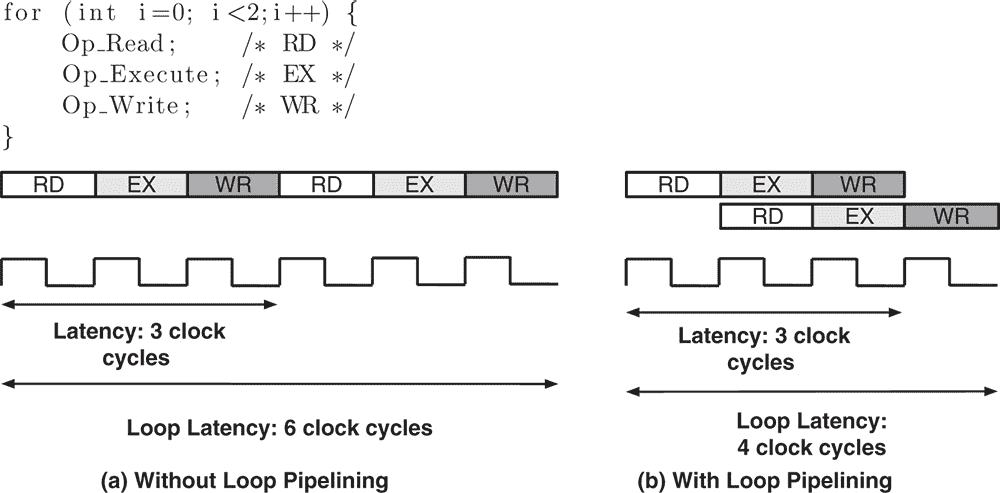 for (int i=0; i<2;i++) {
Op_Read; /* RD */
Op_Execute; /* EX */
Op_Write; /* WR */
}
RD EX WR RD EX WR
RD EX WR
RD EX WR
Latency: 3 clock
cycles
Loop Latency: 6 clock cycles
(a) Without Loop Pipelining
Latency: 3 clock
cycles
Loop Latency:
4 clock cycles
(b) With Loop Pipelining